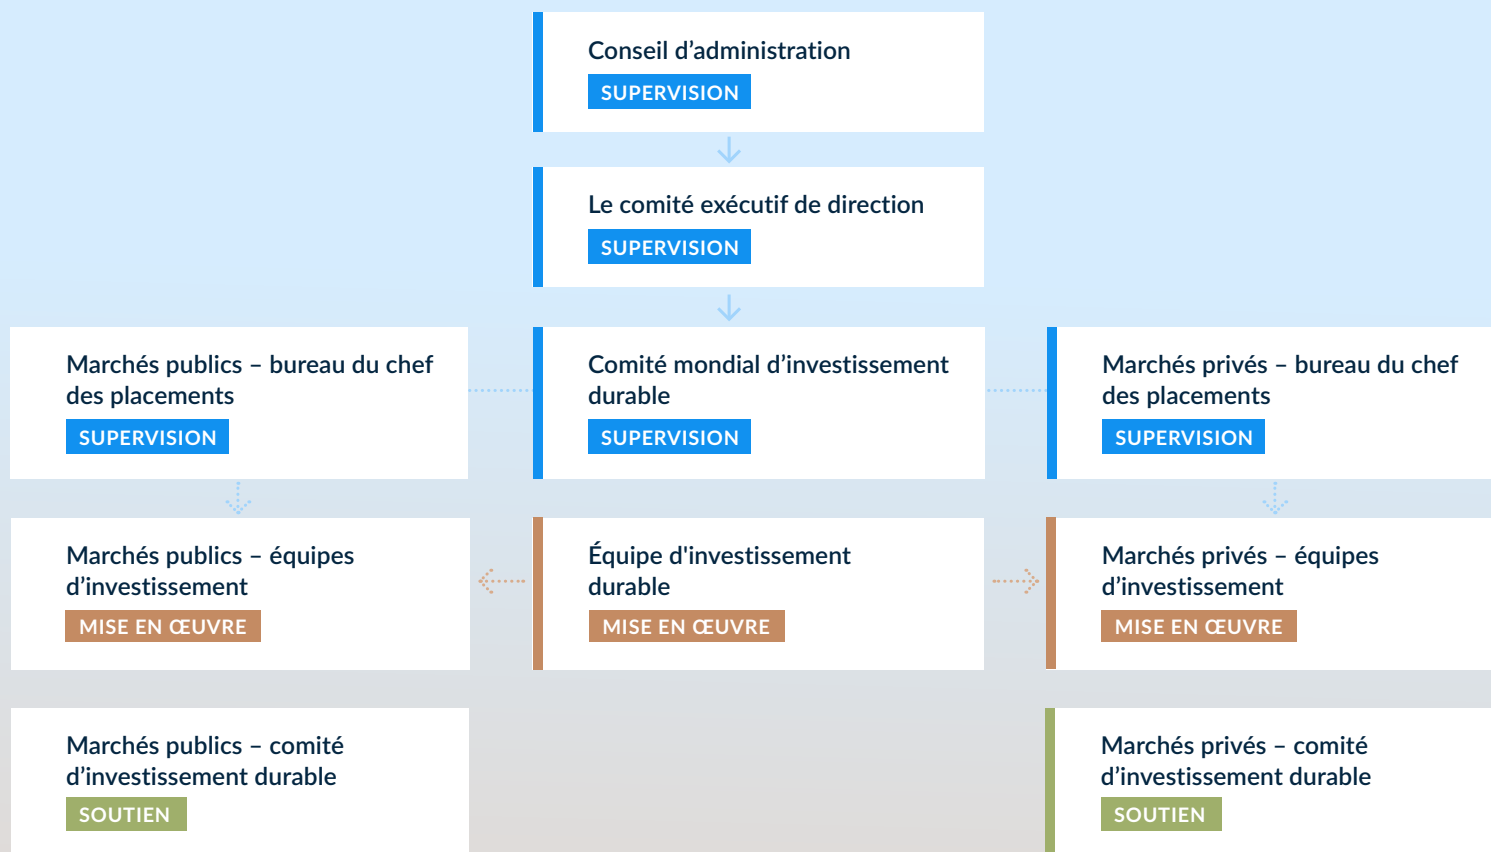 Conseil d’administration
SUPERVISION
Le comité exécutif de direction
SUPERVISION
Marchés publics – bureau du chef
des placements
SUPERVISION
Comité mondial d’investissement
durable
SUPERVISION
Marchés privés – bureau du chef
des placements
SUPERVISION
Marchés publics – équipes
d’investissement
MISE EN ŒUVRE
Équipe d'investissement
durable
MISE EN ŒUVRE
Marchés privés – équipes
d’investissement
MISE EN ŒUVRE
Marchés publics – comité
d’investissement durable
SOUTIEN
Marchés privés – comité
d’investissement durable
SOUTIEN